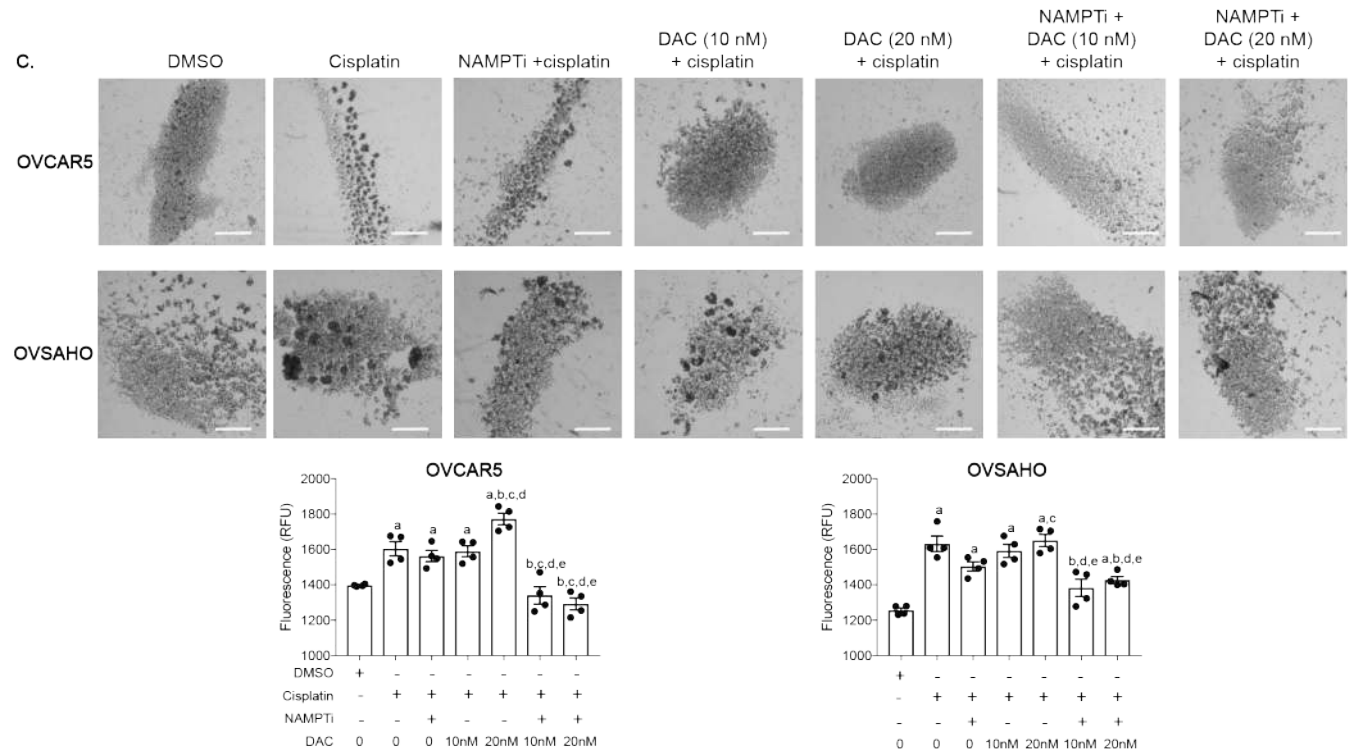 C.
DMSO
Cisplatin
NAMPTi +cisplatin
DAC (10 nM)
+ cisplatin
DAC (20 nM)
+ cisplatin
NAMPTi +
DAC (10 nM)
+ cisplatin
NAMPTi +
DAC (20 nM)
+ cisplatin
OVCAR5
OVSAHO
OVCAR5
Fluorescence (RFU)
2000
1800
1600
1400
1200
1000
a
a
a
a,b,c,d
b,c,d,e
b,c,d,e
DMSO + - - - - - -
Cisplatin - + + + + + +
NAMPTi - - + - - + +
DAC 0 0 0 10nM 20nM 10nM 20nM
OVSAHO
Fluorescence (RFU)
2000
1800
1600
1400
1200
1000
a
a
a
a,c
b,d,e
a,b,d,e
+ - - - - - -
- + + + + + +
- - + - - + +
0 0 0 10nM 20nM 10nM 20nM